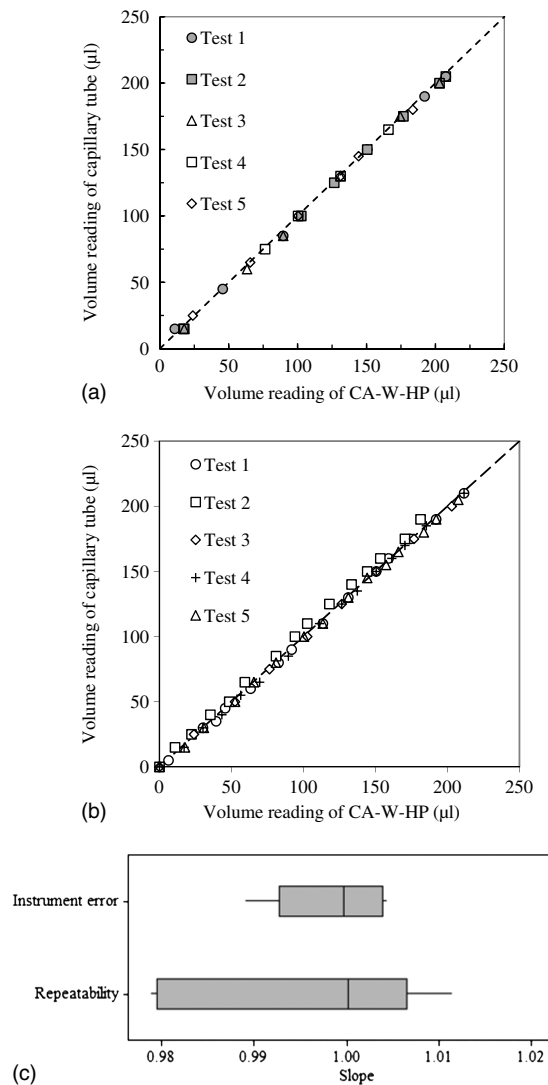 250
200
150
100
50
0
Volume reading of capillary tube (µl)
Test 1
Test 2
Test 3
Test 4
Test 5
0 50 100 150 200 250
(a) Volume reading of CA-W-HP (µl)
250
200
150
100
50
0
Volume reading of capillary tube (µl)
Test 1
Test 2
Test 3
Test 4
Test 5
0 50 100 150 200 250
(b) Volume reading of CA-W-HP (µl)
Instrument error
Repeatability
0.98 0.99 1.00 1.01 1.02
(c) Slope